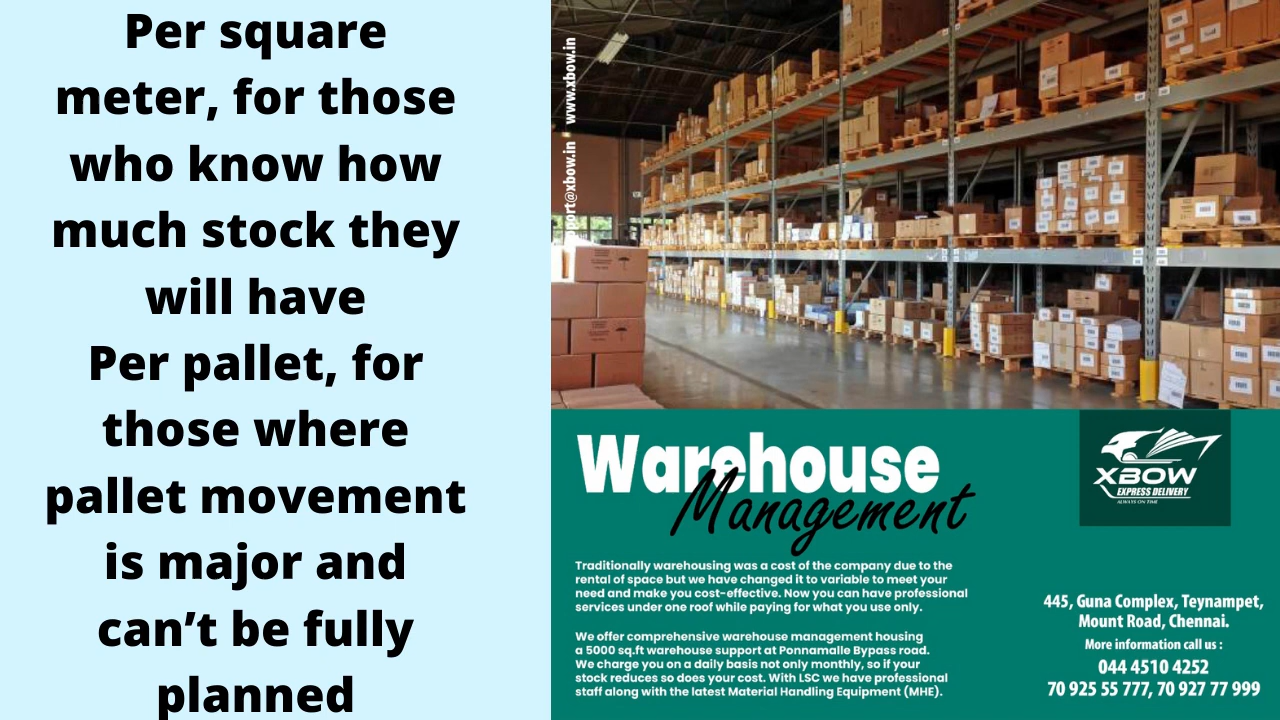 Per square
meter, for those
who know how
much stock they
will have
Per pallet, for
those where
pallet movement
is major and
can’t be fully
planned
www.xbow.in
Warehouse
Management
XBOW
EXPRESS DELIVERY
ALWAYS ON TIME
Traditionally warehousing was a cost of the company due to the
rental of space but we have changed it to variable to meet your
need and make you cost-effective. Now you can have professional
services under one roof while paying for what you use only.
We offer comprehensive warehouse management housing
a 5000 sq.ft warehouse support at Ponnamalle Bypass road.
We charge you on a daily basis not only monthly, so if your
stock reduces so does your cost. With LSC we have professional
staff along with the latest Material Handling Equipment (MHE).
445, Guna Complex, Teynampet,
Mount Road, Chennai.
More information call us :
044 4510 4252
70 925 55 777, 70 927 77 999